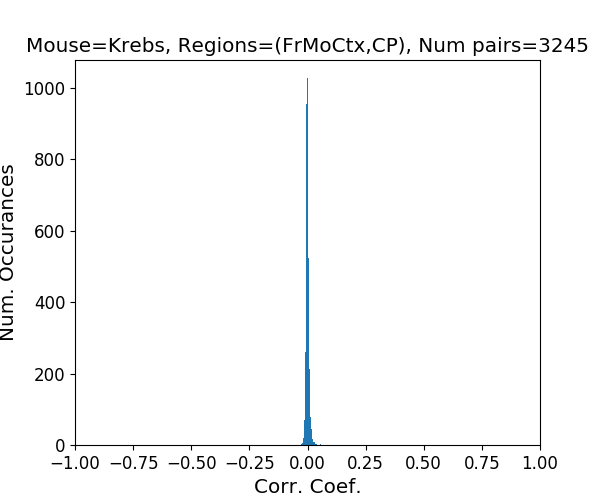 Mouse=Krebs, Regions=(FrMoCtx,CP), Num pairs=3245
1000
800
600
400
200
0
Num. Occurances
−1.00 −0.75 −0.50 −0.25 0.00 0.25 0.50 0.75 1.00
Corr. Coef.